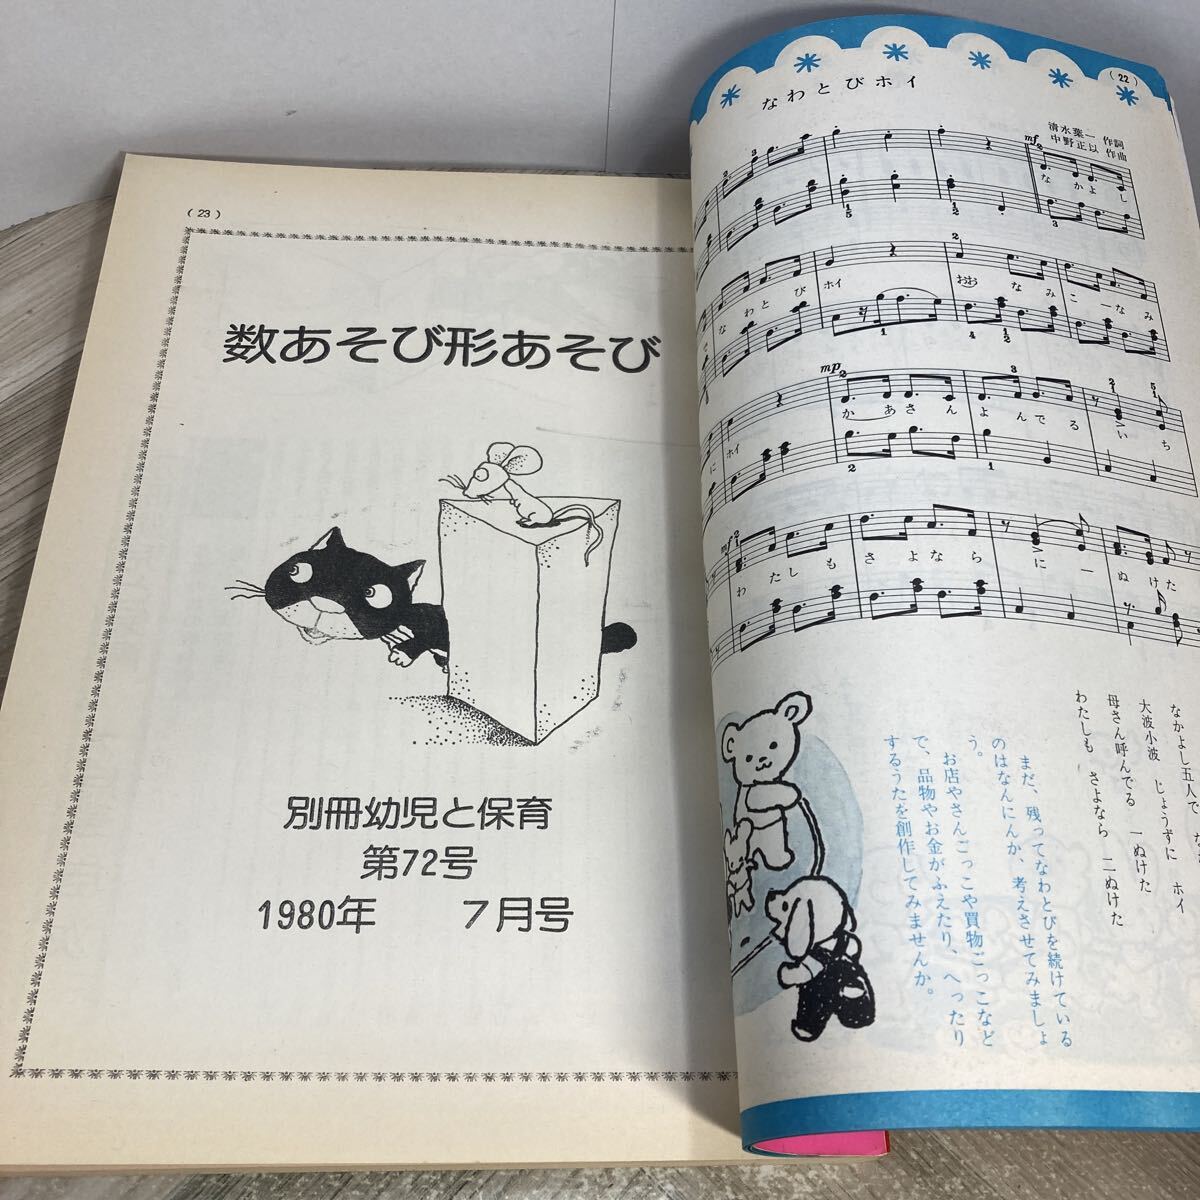 (23)
数あそび形あそび
別冊幼児と保育
第72号
1980年 7月号
(22)
なわとびホイ
清水葉一 作詞
中野正以 作曲
mf
なかよし
なわとびホイ おお なみこーなみ
mp
にホイ かあさん よんでる いち
mf
わたしも さよなら にー ぬけた
なかよし五人で
大波小波 じょうずに ホイ
母さん呼んでる 一ぬけた
わたしも さよなら 二ぬけた
まだ、残ってなわとびを続けている
のはなんにんか、考えさせてみましょ
う。
お店やさんごっこや買物ごっこなど
で、品物やお金がふえたり、へったり
するうたを創作してみませんか。